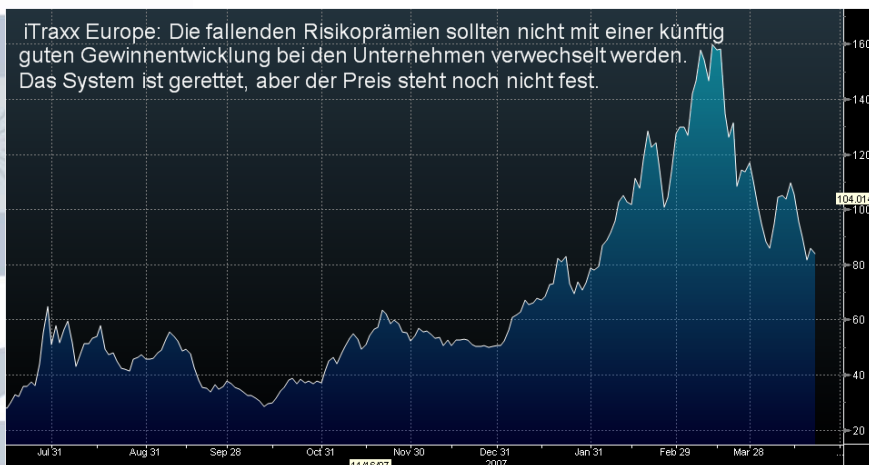 iTraxx Europe: Die fallenden Risikoprämien sollten nicht mit einer künftig
guten Gewinnentwicklung bei den Unternehmen verwechselt werden.
Das System ist gerettet, aber der Preis steht noch nicht fest.
160
140
120
104.014
100
80
60
40
20
Jul 31 Aug 31 Sep 28 Oct 31 Nov 30 Dec 31 Jan 31 Feb 29 Mar 28
2007